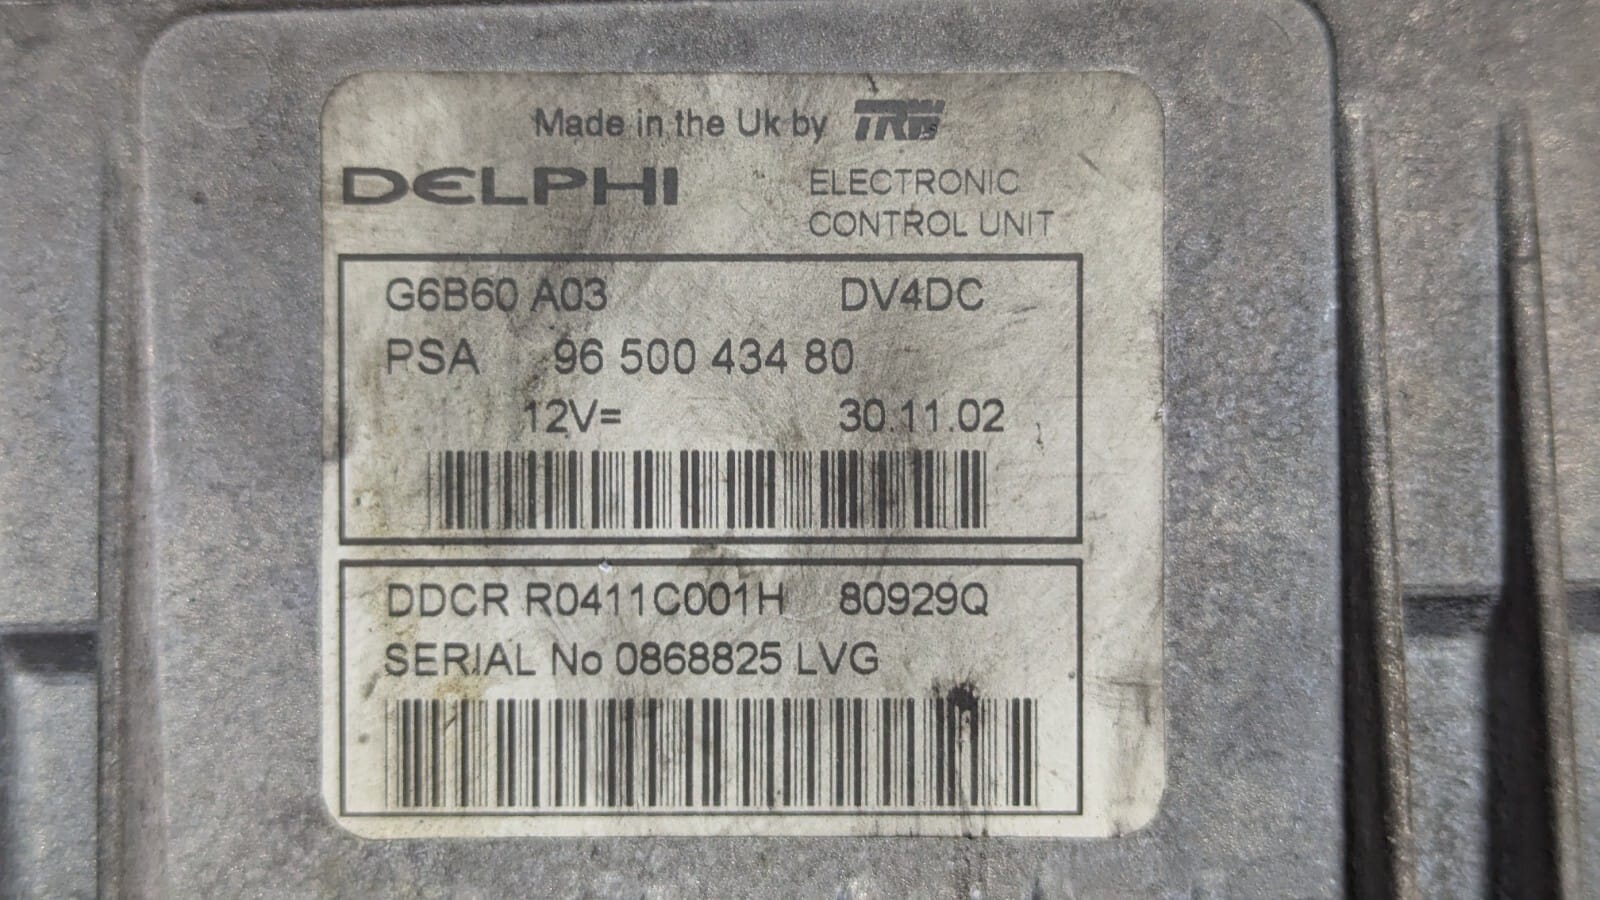 Made in the Uk by TRW
DELPHI ELECTRONIC
CONTROL UNIT
G6B60 A03 DV4DC
PSA 96 500 434 80
12V= 30.11.02
DDCR R0411C001H 80929Q
SERIAL No 0868825 LVG